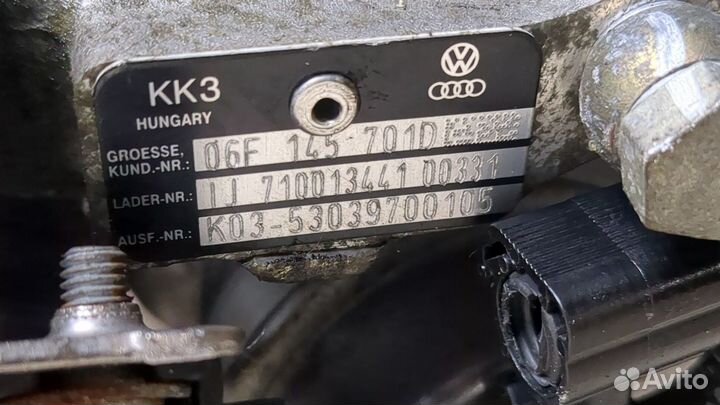 KK3
HUNGARY
GROESSE.
KUND.-NR.: 06F 145 701D
LADER-NR.: IJ 710013441 00331
AUSF.-NR.: K03-53039700105
Avito